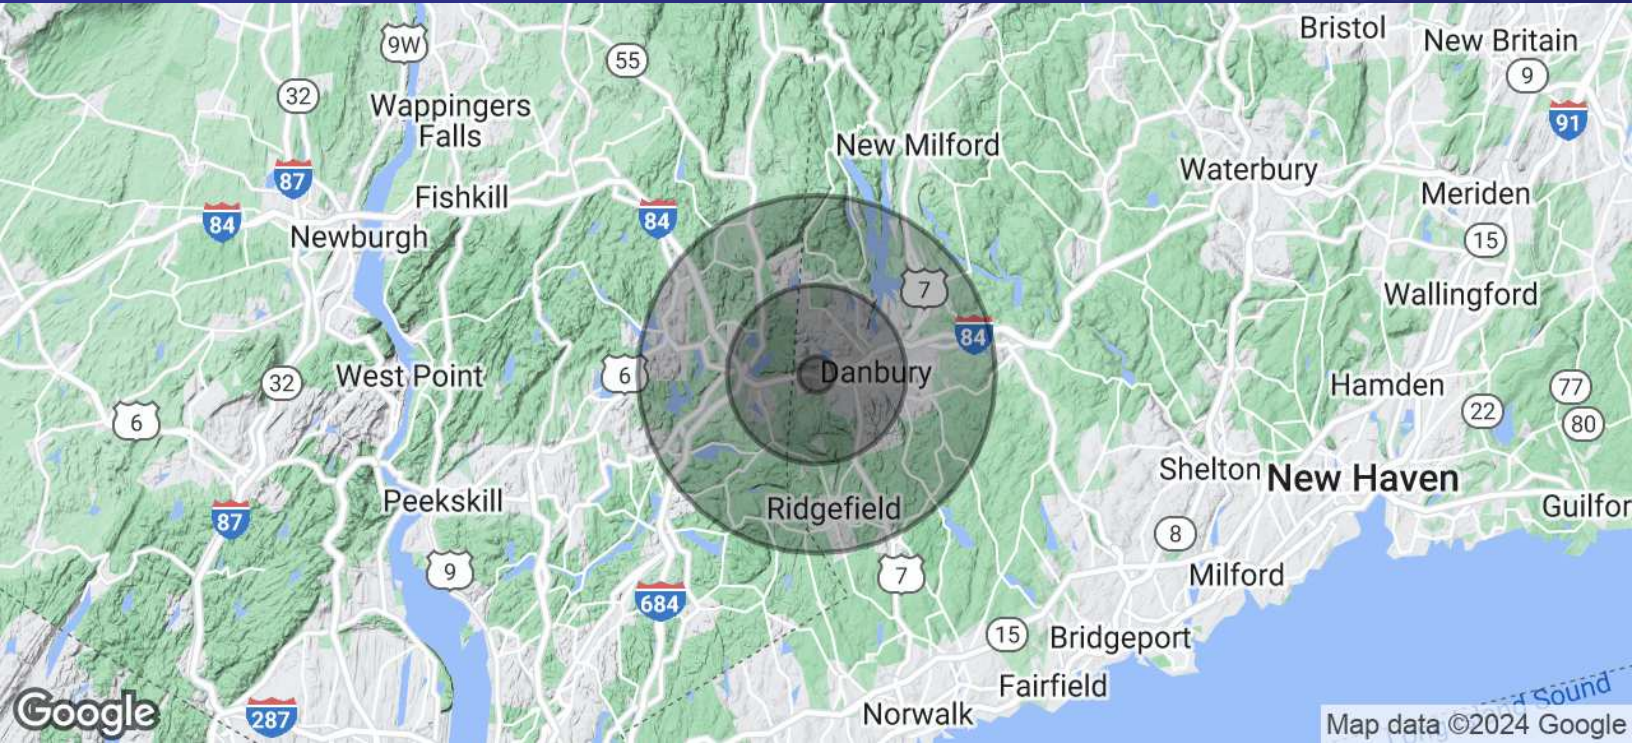 Bristol
New Britain
9W
55
9
32
Wappingers
Falls
91
New Milford
Waterbury
87
Meriden
Fishkill
84
84
Newburgh
15
7
Wallingford
84
6
Danbury
West Point
32
Hamden
77
22
6
80
Shelton
New Haven
Peekskill
Ridgefield
Guilfor
87
8
9
7
Milford
684
15
Bridgeport
Fairfield
Sound
Google
287
Norwalk
Map data ©2024 Google